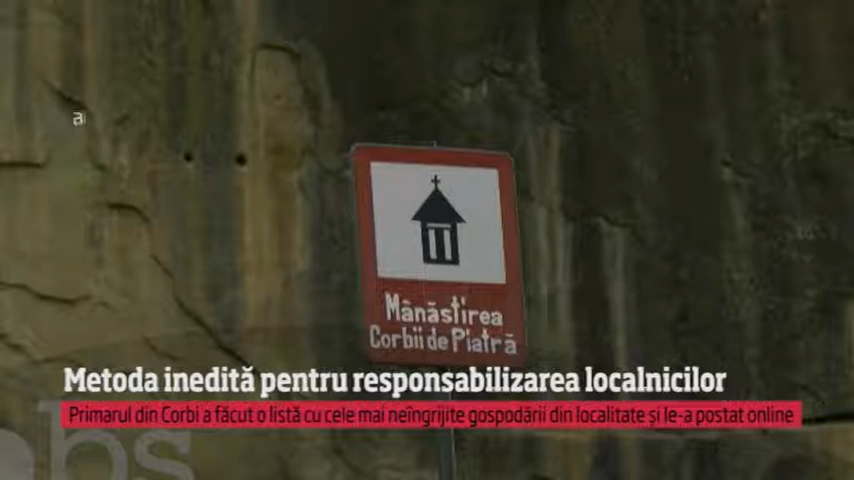 Mânăstirea
Corbii de Piatră
Metoda inedită pentru responsabilizarea localnicilor
Primarul din Corbi a făcut o listă cu cele mai neîngrijite gospodării din localitate și le-a postat online